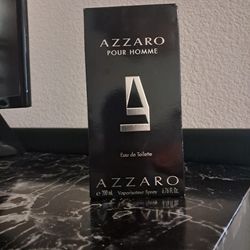 AZZARO
POUR HOMME
Eau de Toilette
AZZARO
e 200 ml Vaporisateur Spray 6.76 Fl. Oz.